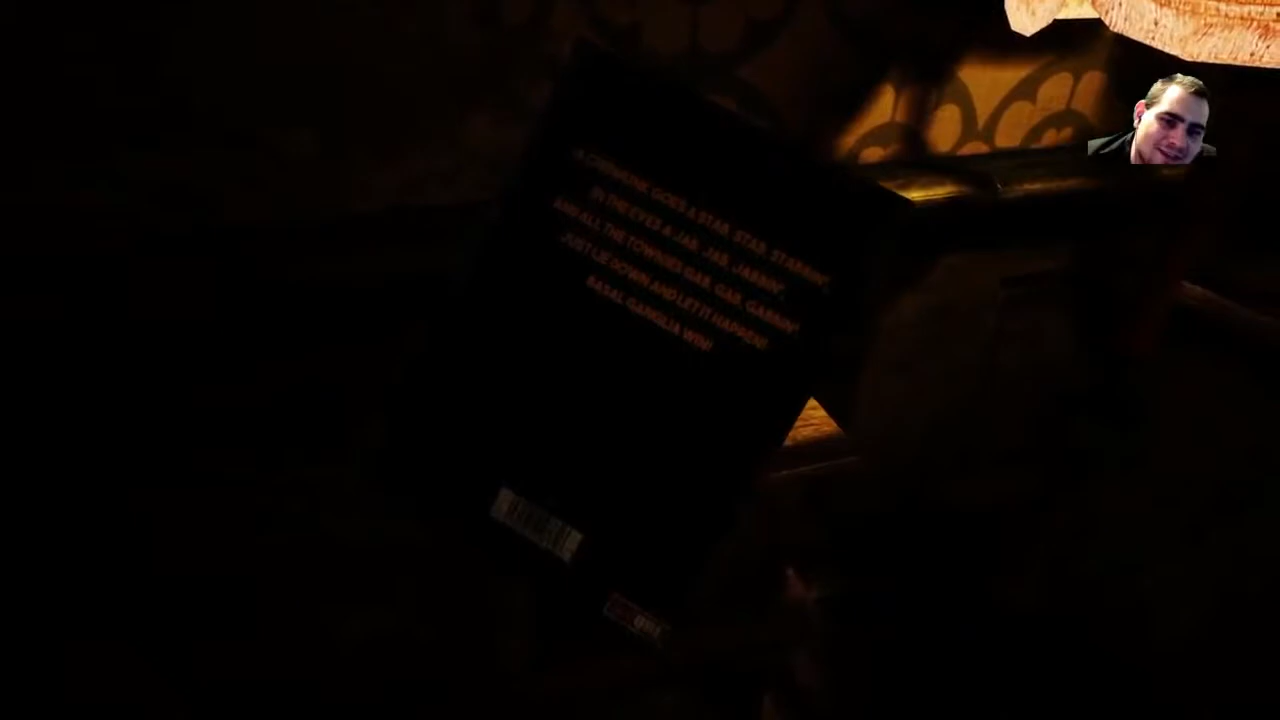 GOES A STAB, STAB, STABBIN',
IN THE EYES A JAB, JAB, JABBIN',
AND ALL THE TOWNIES GAB, GAB, GABBIN'!
JUST LIE DOWN AND LET IT HAPPEN!
BASAL GANGLIA WIN!